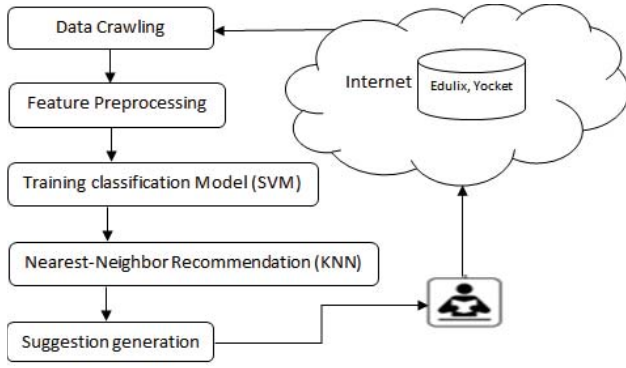 Data Crawling
Internet
Edulix, Yocket
Feature Preprocessing
Training classification Model (SVM)
Nearest-Neighbor Recommendation (KNN)
Suggestion generation